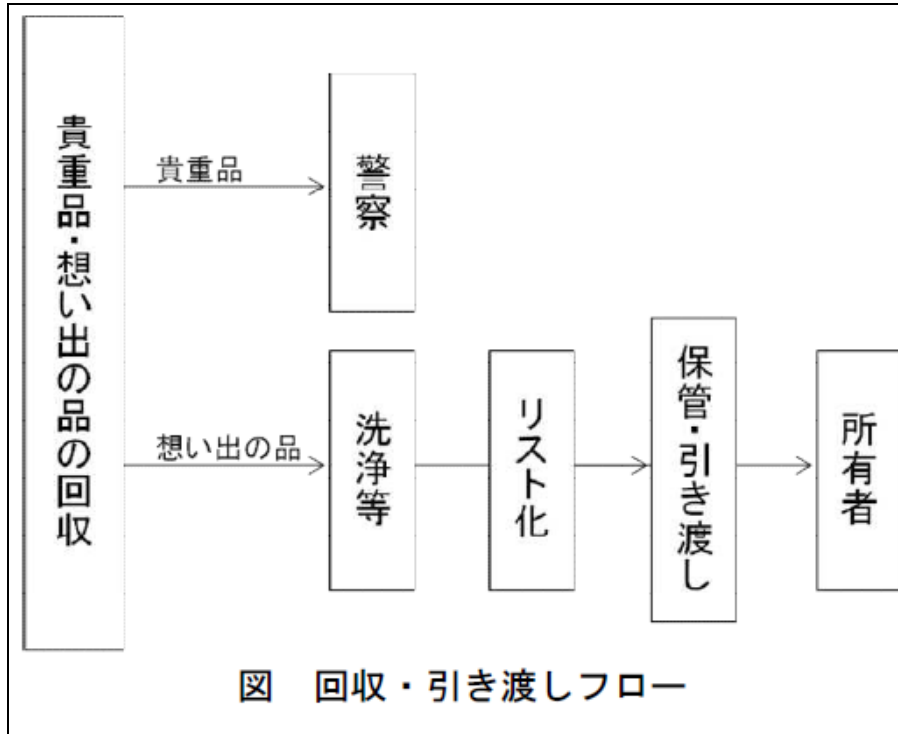 貴重品・想い出の品の回収
貴重品
警察
想い出の品
洗浄等
リスト化
保管・引き渡し
所有者
図　回収・引き渡しフロー